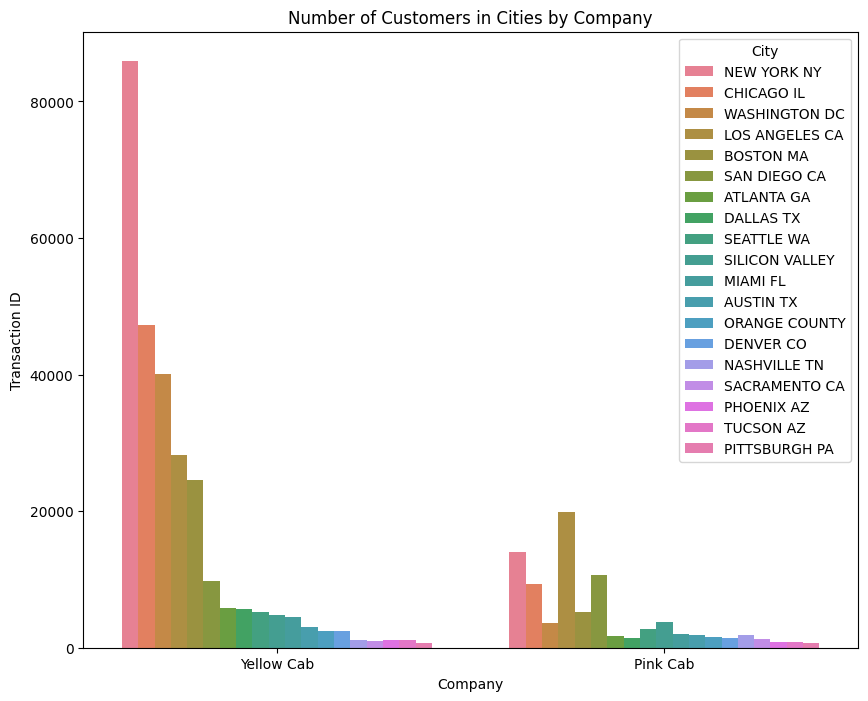 Number of Customers in Cities by Company
Transaction ID
80000
60000
40000
20000
0
City
NEW YORK NY
CHICAGO IL
WASHINGTON DC
LOS ANGELES CA
BOSTON MA
SAN DIEGO CA
ATLANTA GA
DALLAS TX
SEATTLE WA
SILICON VALLEY
MIAMI FL
AUSTIN TX
ORANGE COUNTY
DENVER CO
NASHVILLE TN
SACRAMENTO CA
PHOENIX AZ
TUCSON AZ
PITTSBURGH PA
Yellow Cab
Pink Cab
Company